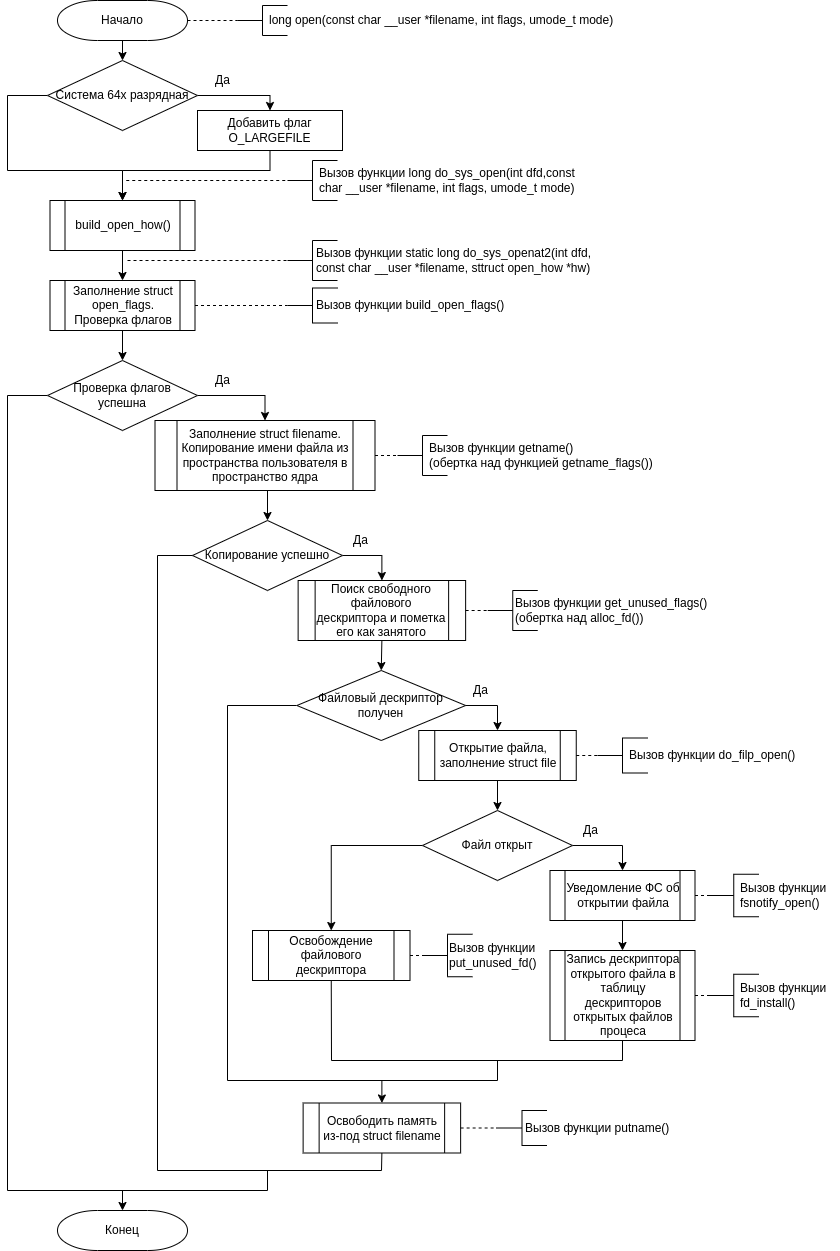 Начало
long open(const char __user *filename, int flags, umode_t mode)
Система 64х разрядная
Да
Добавить флаг
O_LARGEFILE
Вызов функции long do_sys_open(int dfd,const
char __user *filename, int flags, umode_t mode)
build_open_how()
Вызов функции static long do_sys_openat2(int dfd,
const char __user *filename, sttruct open_how *hw)
Заполнение struct
open_flags.
Проверка флагов
Вызов функции build_open_flags()
Проверка флагов
успешна
Да
Заполнение struct filename.
Копирование имени файла из
пространства пользователя в
пространство ядра
Вызов функции getname()
(обертка над функцией getname_flags())
Копирование успешно
Да
Поиск свободного
файлового
дескриптора и пометка
его как занятого
Вызов функции get_unused_flags()
(обертка над alloc_fd())
Файловый дескриптор
получен
Да
Открытие файла,
заполнение struct file
Вызов функции do_filp_open()
Файл открыт
Да
Уведомление ФС об
открытии файла
Вызов функции
fsnotify_open()
Освобождение
файлового
дескриптора
Вызов функции
put_unused_fd()
Запись дескриптора
открытого файла в
таблицу
дескрипторов
открытых файлов
процеса
Вызов функции
fd_install()
Освободить память
из-под struct filename
Вызов функции putname()
Конец